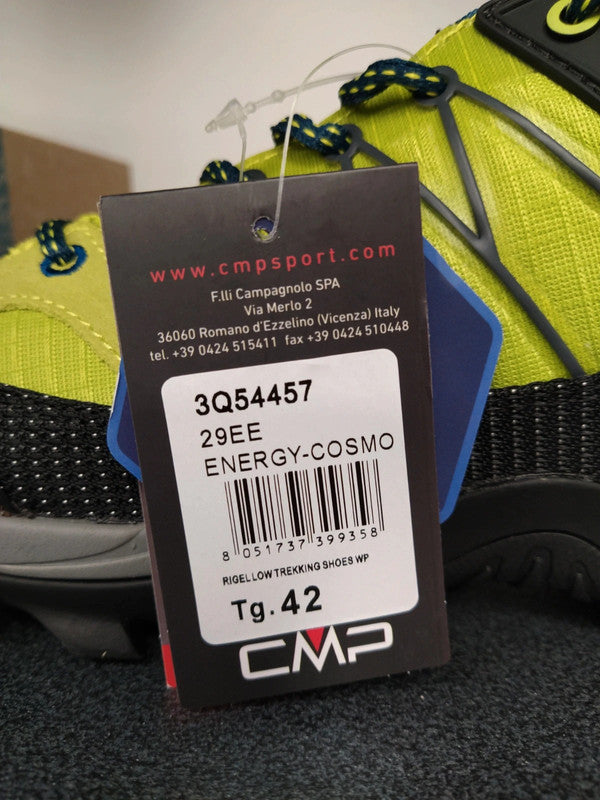 www.cmpsport.com
F.lli Campagnolo SPA
Via Merlo 2
36060 Romano d'Ezzelino (Vicenza) Italy
tel. +39 0424 515411 fax +39 0424 510448
3Q54457
29EE
ENERGY-COSMO
8 051737 399358
RIGEL LOW TREKKING SHOES WP
Tg. 42
CMP